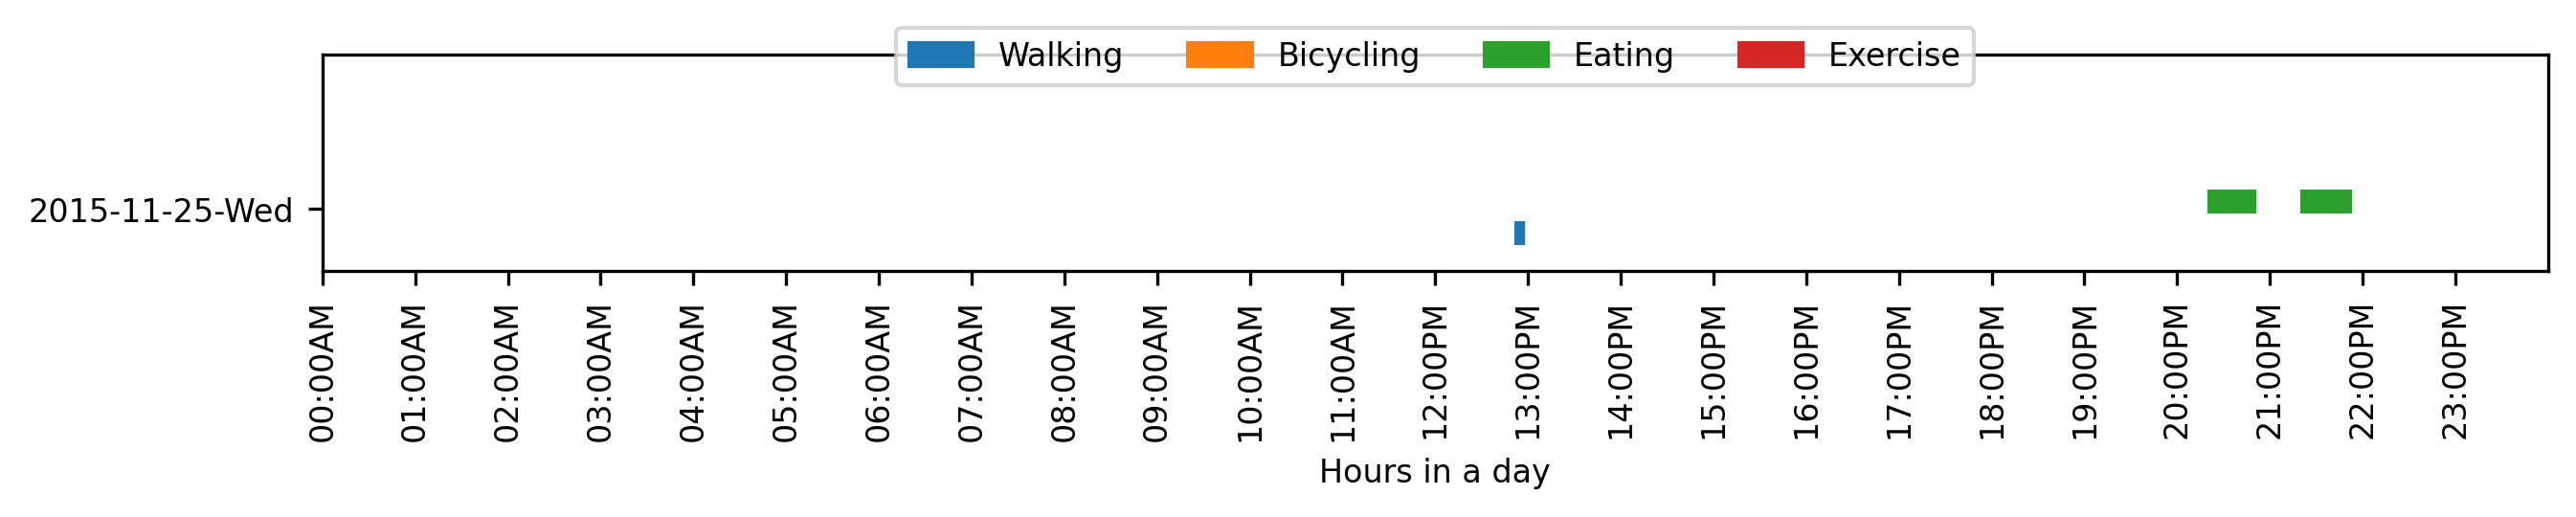 Walking Bicycling Eating Exercise
2015-11-25-Wed
00:00AM 01:00AM 02:00AM 03:00AM 04:00AM 05:00AM 06:00AM 07:00AM 08:00AM 09:00AM 10:00AM 11:00AM 12:00PM 13:00PM 14:00PM 15:00PM 16:00PM 17:00PM 18:00PM 19:00PM 20:00PM 21:00PM 22:00PM 23:00PM
Hours in a day